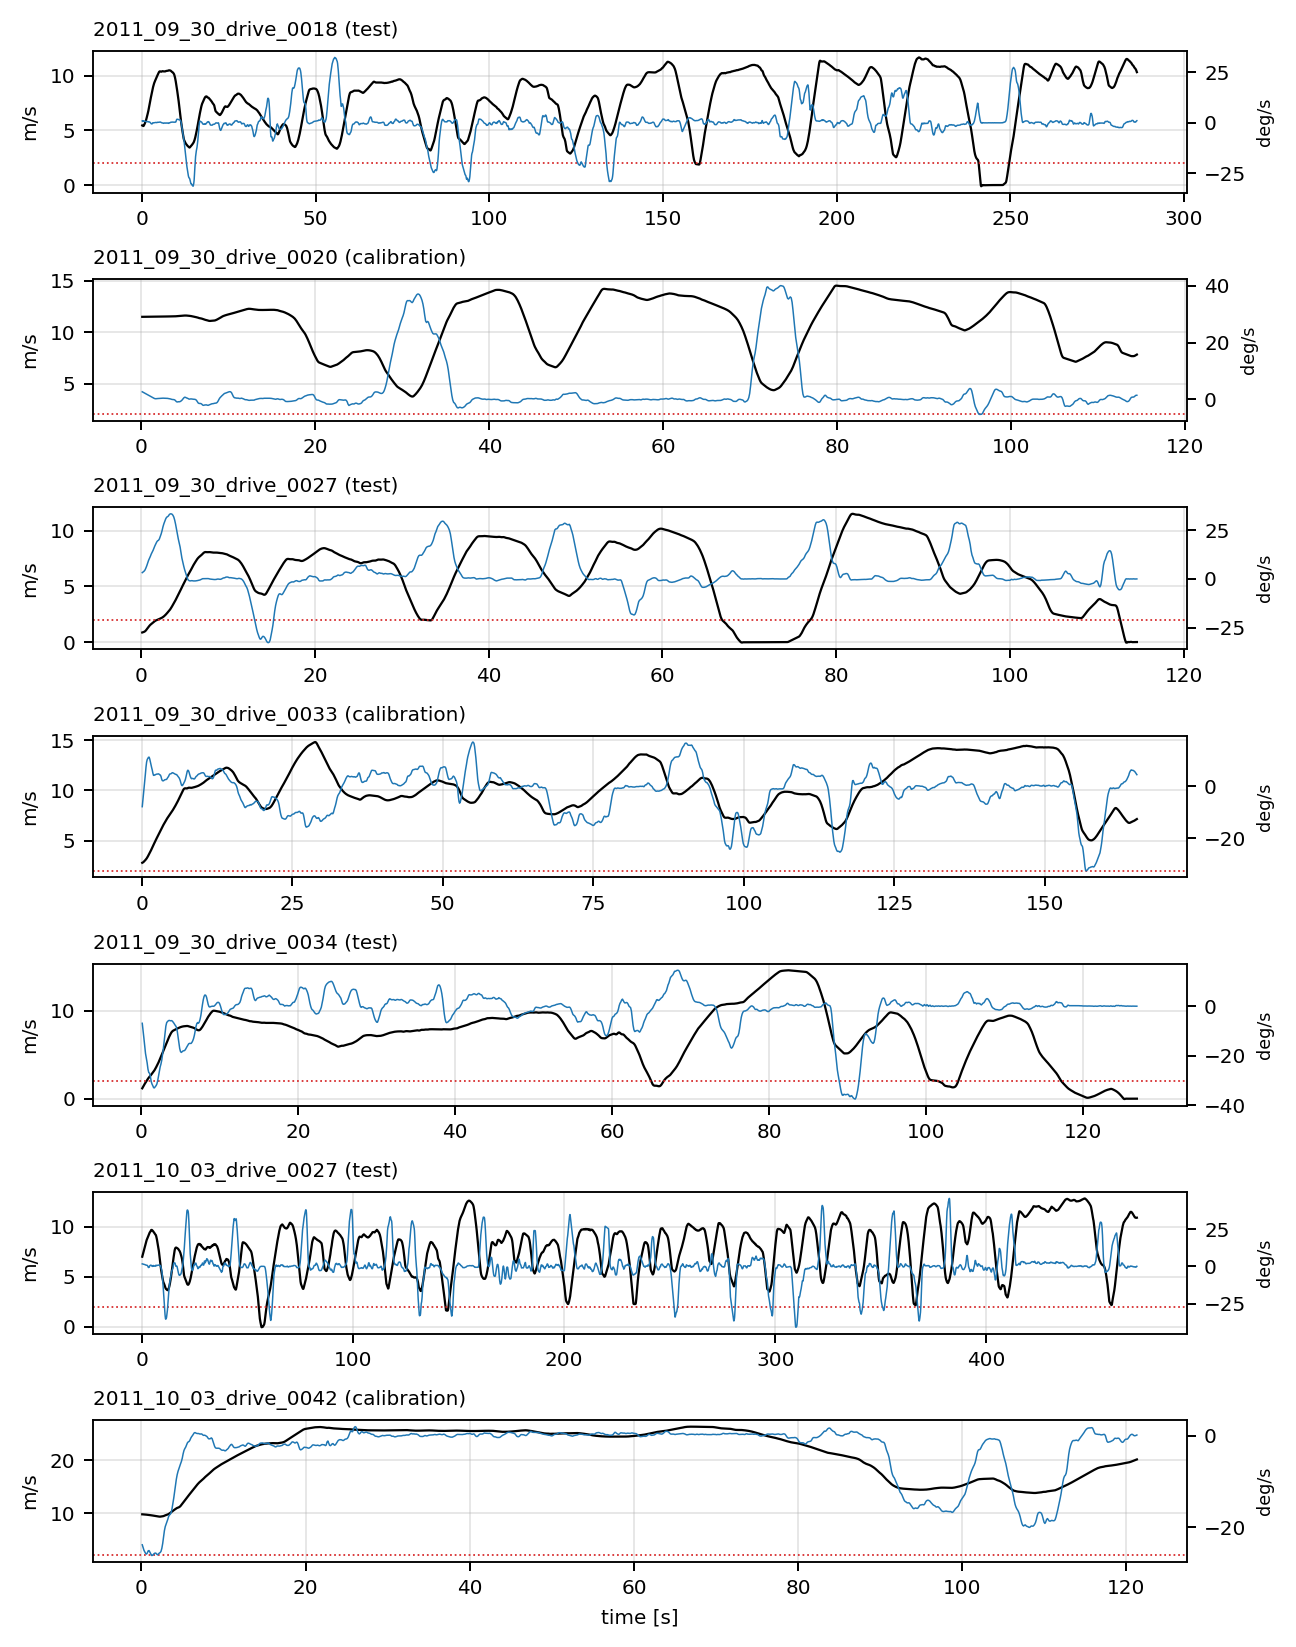 2011_09_30_drive_0018 (test)
10
5
0
m/s
25
0
−25
deg/s
0 50 100 150 200 250 300
2011_09_30_drive_0020 (calibration)
15
10
5
m/s
40
20
0
deg/s
0 20 40 60 80 100 120
2011_09_30_drive_0027 (test)
10
5
0
m/s
25
0
−25
deg/s
0 20 40 60 80 100 120
2011_09_30_drive_0033 (calibration)
15
10
5
m/s
0
−20
deg/s
0 25 50 75 100 125 150
2011_09_30_drive_0034 (test)
10
0
m/s
0
−20
−40
deg/s
0 20 40 60 80 100 120
2011_10_03_drive_0027 (test)
10
5
0
m/s
25
0
−25
deg/s
0 100 200 300 400
2011_10_03_drive_0042 (calibration)
20
10
m/s
0
−20
deg/s
0 20 40 60 80 100 120
time [s]